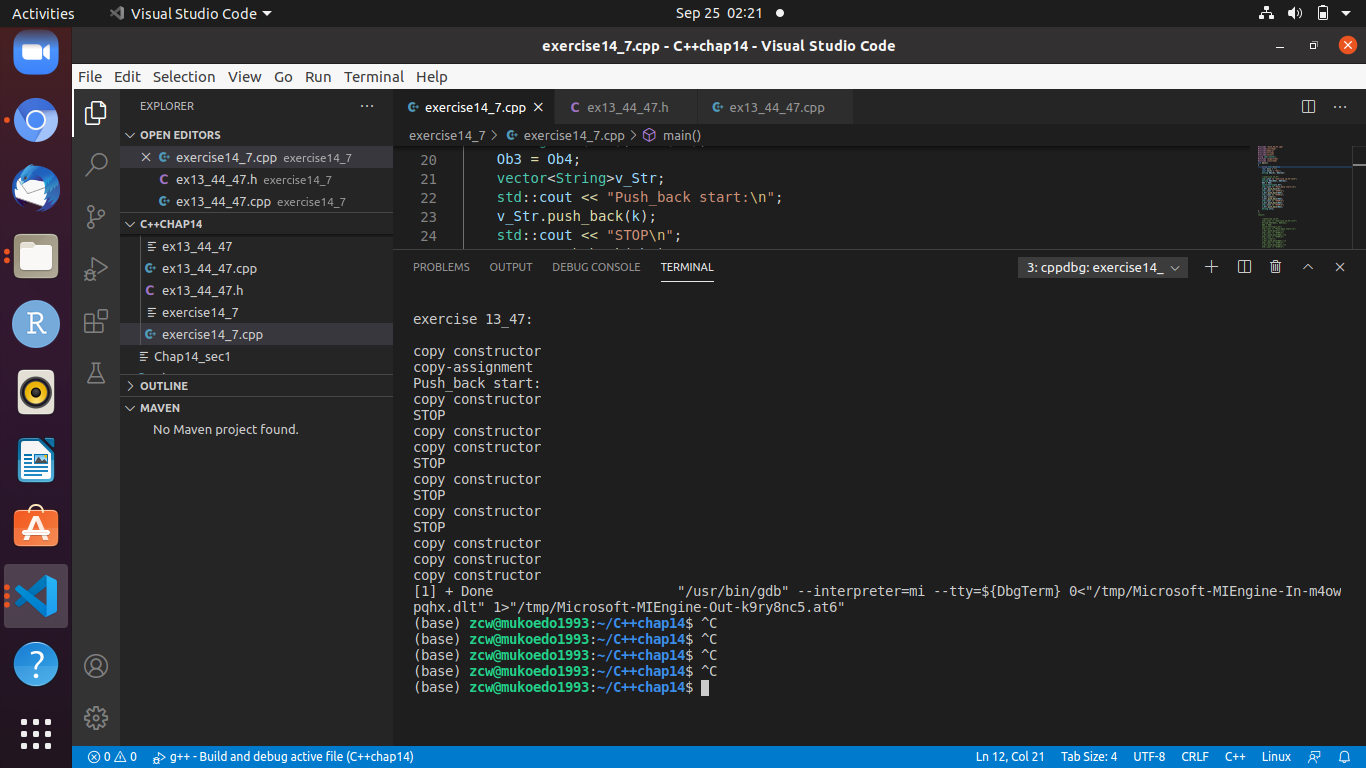 Activities
Visual Studio Code
Sep 25 02:21
exercise14_7.cpp - C++chap14 - Visual Studio Code
File Edit Selection View Go Run Terminal Help
EXPLORER
OPEN EDITORS
exercise14_7.cpp exercise14_7
ex13_44_47.h exercise14_7
ex13_44_47.cpp exercise14_7
C++CHAP14
ex13_44_47
ex13_44_47.cpp
ex13_44_47.h
exercise14_7
exercise14_7.cpp
Chap14_sec1
OUTLINE
MAVEN
No Maven project found.
exercise14_7.cpp ex13_44_47.h ex13_44_47.cpp
exercise14_7 > exercise14_7.cpp > main()
20 Ob3 = Ob4;
21 vector<String>v_Str;
22 std::cout << "Push_back start:\n";
23 v_Str.push_back(k);
24 std::cout << "STOP\n";
PROBLEMS OUTPUT DEBUG CONSOLE TERMINAL
3: cppdbg: exercise14_
exercise 13_47:
copy constructor
copy-assignment
Push_back start:
copy constructor
STOP
copy constructor
copy constructor
STOP
copy constructor
STOP
copy constructor
STOP
copy constructor
copy constructor
copy constructor
[1] + Done "/usr/bin/gdb" --interpreter=mi --tty=${DbgTerm} 0<"/tmp/Microsoft-MIEngine-In-m4ow
pqhx.dlt" 1>"/tmp/Microsoft-MIEngine-Out-k9ry8nc5.at6"
(base) zcw@mukoedo1993:~/C++chap14$ ^C
(base) zcw@mukoedo1993:~/C++chap14$ ^C
(base) zcw@mukoedo1993:~/C++chap14$ ^C
(base) zcw@mukoedo1993:~/C++chap14$ ^C
(base) zcw@mukoedo1993:~/C++chap14$
0 0 g++ - Build and debug active file (C++chap14)
Ln 12, Col 21 Tab Size: 4 UTF-8 CRLF C++ Linux